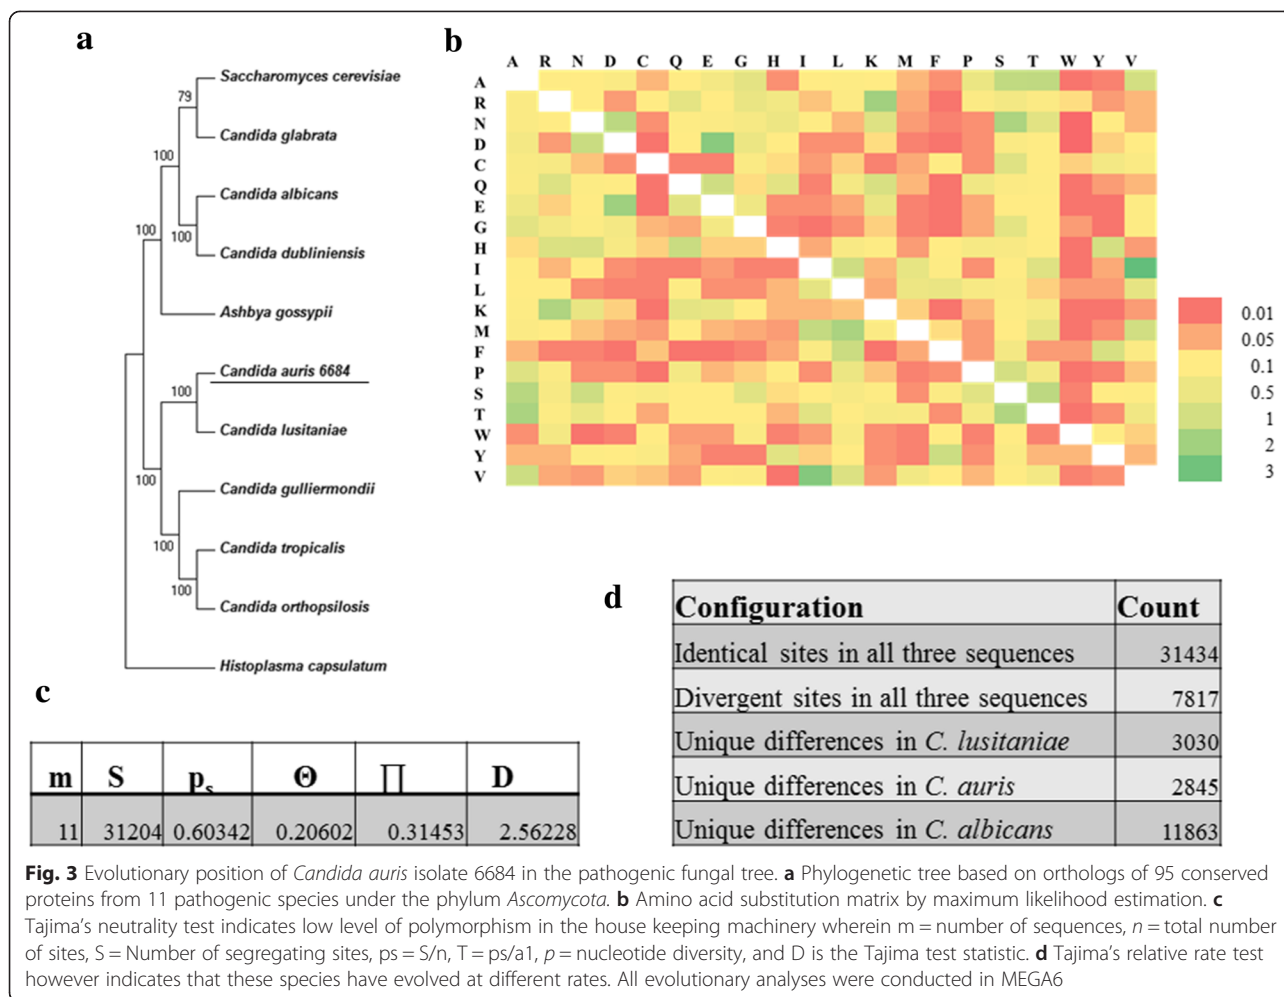 a
Saccharomyces cerevisiae
79
Candida glabrata
100
Candida albicans
100
100
Candida dubliniensis
Ashbya gossypii
Candida auris 6684
100
Candida lusitaniae
100
Candida gulliermondii
100
Candida tropicalis
100
Candida orthopsilosis
Histoplasma capsulatum
b
A R N D C Q E G H I L K M F P S T W Y V
A
R
N
D
C
Q
E
G
H
I
L
K
M
F
P
S
T
W
Y
V
0.01
0.05
0.1
0.5
1
2
3
c
m S ps Θ ∏ D
11 31204 0.60342 0.20602 0.31453 2.56228
d
Configuration Count
Identical sites in all three sequences 31434
Divergent sites in all three sequences 7817
Unique differences in C. lusitaniae 3030
Unique differences in C. auris 2845
Unique differences in C. albicans 11863
Fig. 3 Evolutionary position of Candida auris isolate 6684 in the pathogenic fungal tree. a Phylogenetic tree based on orthologs of 95 conserved
proteins from 11 pathogenic species under the phylum Ascomycota. b Amino acid substitution matrix by maximum likelihood estimation. c
Tajima's neutrality test indicates low level of polymorphism in the house keeping machinery wherein m = number of sequences, n = total number
of sites, S = Number of segregating sites, ps = S/n, T = ps/a1, p = nucleotide diversity, and D is the Tajima test statistic. d Tajima's relative rate test
however indicates that these species have evolved at different rates. All evolutionary analyses were conducted in MEGA6